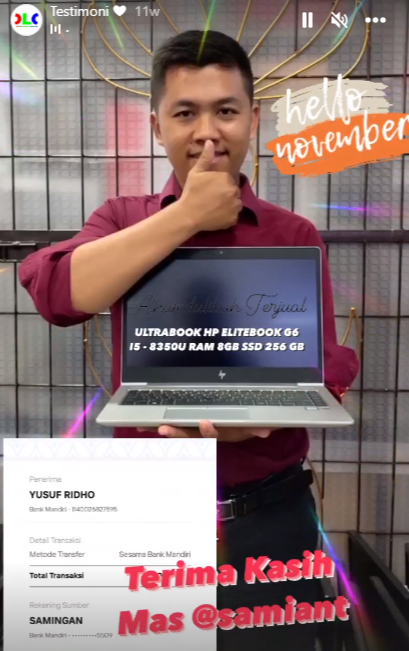 DLC
Testimoni 11w
hello
november
Alhamdulillah Terjual
ULTRABOOK HP ELITEBOOK G6
I5 - 8350U RAM 8GB SSD 256 GB
hp
Penerima
YUSUF RIDHO
Bank Mandiri - 1140026827895
Detail Transaksi
Metode Transfer Sesama Bank Mandiri
Total Transaksi
Rekening Sumber
SAMINGAN
Bank Mandiri - ••••••••••5509
Terima Kasih
Mas @samiant